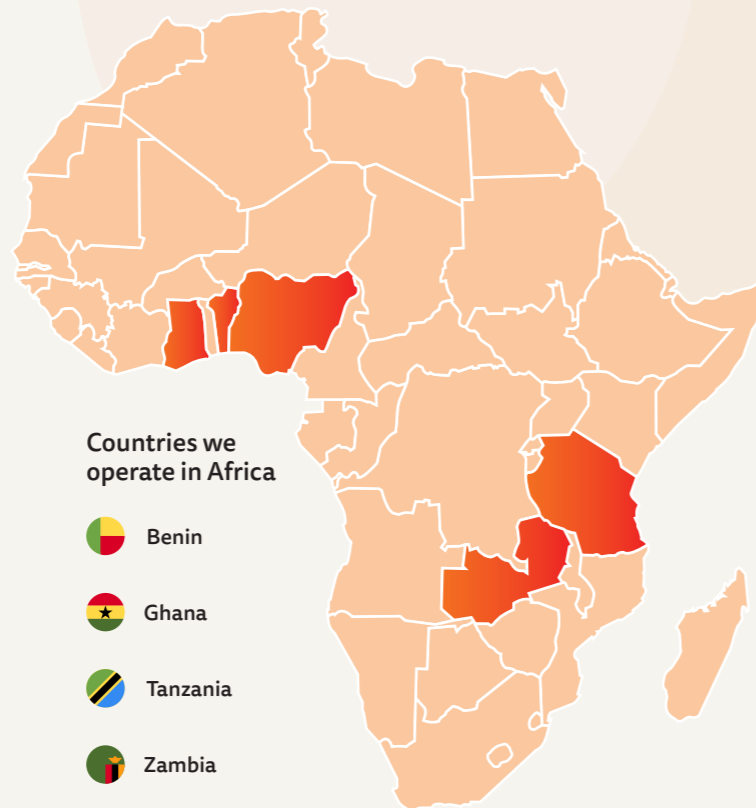 Countries we
operate in Africa
Benin
Ghana
Tanzania
Zambia